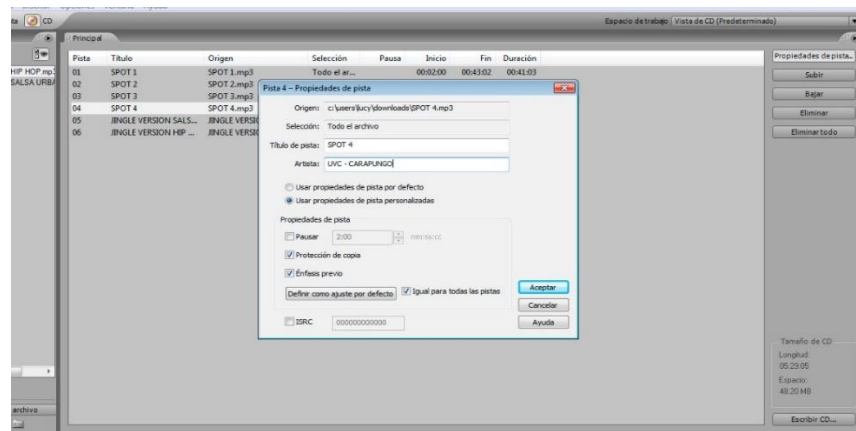 CD
Espacio de trabajo: Vista de CD (Predeterminado)
Principal
Pista Título Origen Selección Pausa Inicio Fin Duración
Propiedades de pista...
01 SPOT 1 SPOT 1.mp3 Todo el ar... 00:02:00 00:43:02 00:41:03
02 SPOT 2 SPOT 2.mp3
03 SPOT 3 SPOT 3.mp3
04 SPOT 4 SPOT 4.mp3
05 JINGLE VERSION SALS... JINGLE VERSI
06 JINGLE VERSION HIP ... JINGLE VERSI
HIP HOP.mp3
SALSA URBA
Subir
Bajar
Eliminar
Eliminar todo
Pista 4 – Propiedades de pista
Origen: c:\users\lucy\downloads\SPOT 4.mp3
Selección: Todo el archivo
Título de pista: SPOT 4
Artista: UVC - CARAPUNGO
Usar propiedades de pista por defecto
Usar propiedades de pista personalizadas
Propiedades de pista
Pausar 2:00 mm:ss:cc
Protección de copia
Énfasis previo
Definir como ajuste por defecto Igual para todas las pistas
ISRC 000000000000
Aceptar
Cancelar
Ayuda
Tamaño de CD
Longitud:
05:29:05
Espacio:
48.20 MB
archivo
Escribir CD...